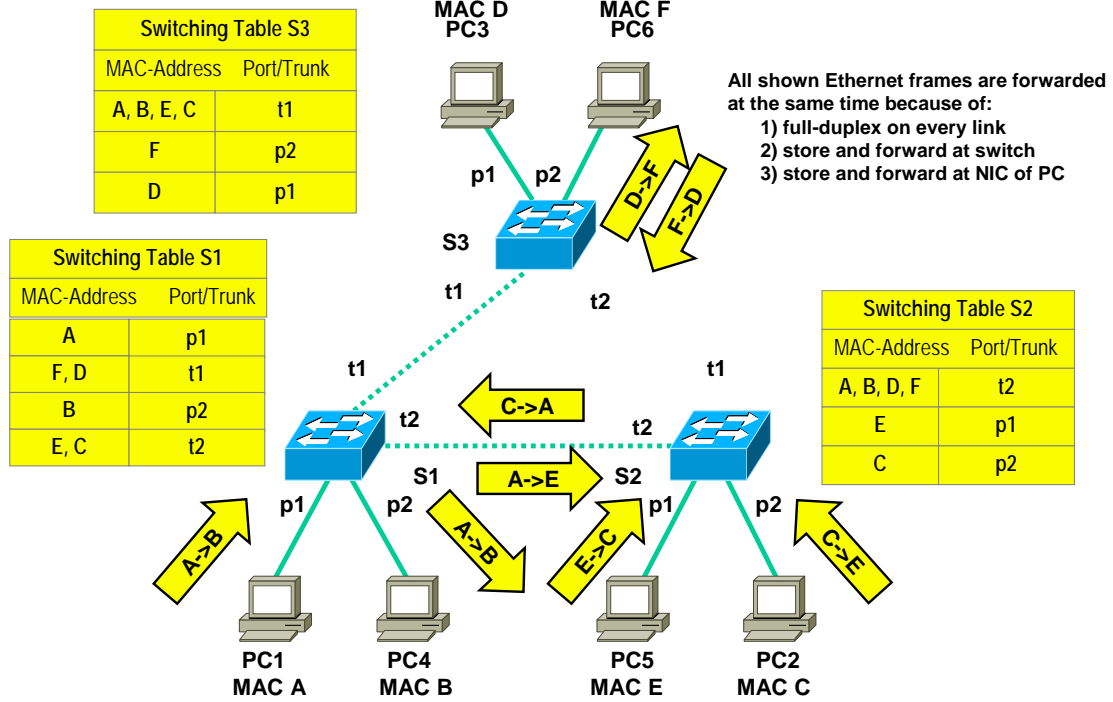 MAC D
PC3
MAC F
PC6
Switching Table S3
MAC-Address Port/Trunk
A, B, E, C t1
F p2
D p1
All shown Ethernet frames are forwarded
at the same time because of:
1) full-duplex on every link
2) store and forward at switch
3) store and forward at NIC of PC
p1
p2
D->F
F->D
S3
t1
t2
Switching Table S1
MAC-Address Port/Trunk
A p1
F, D t1
B p2
E, C t2
Switching Table S2
MAC-Address Port/Trunk
A, B, D, F t2
E p1
C p2
t1
t1
C->A
t2
t2
S1
A->E
S2
p1
p2
p1
p2
A->B
A->B
E->C
C->E
PC1
MAC A
PC4
MAC B
PC5
MAC E
PC2
MAC C